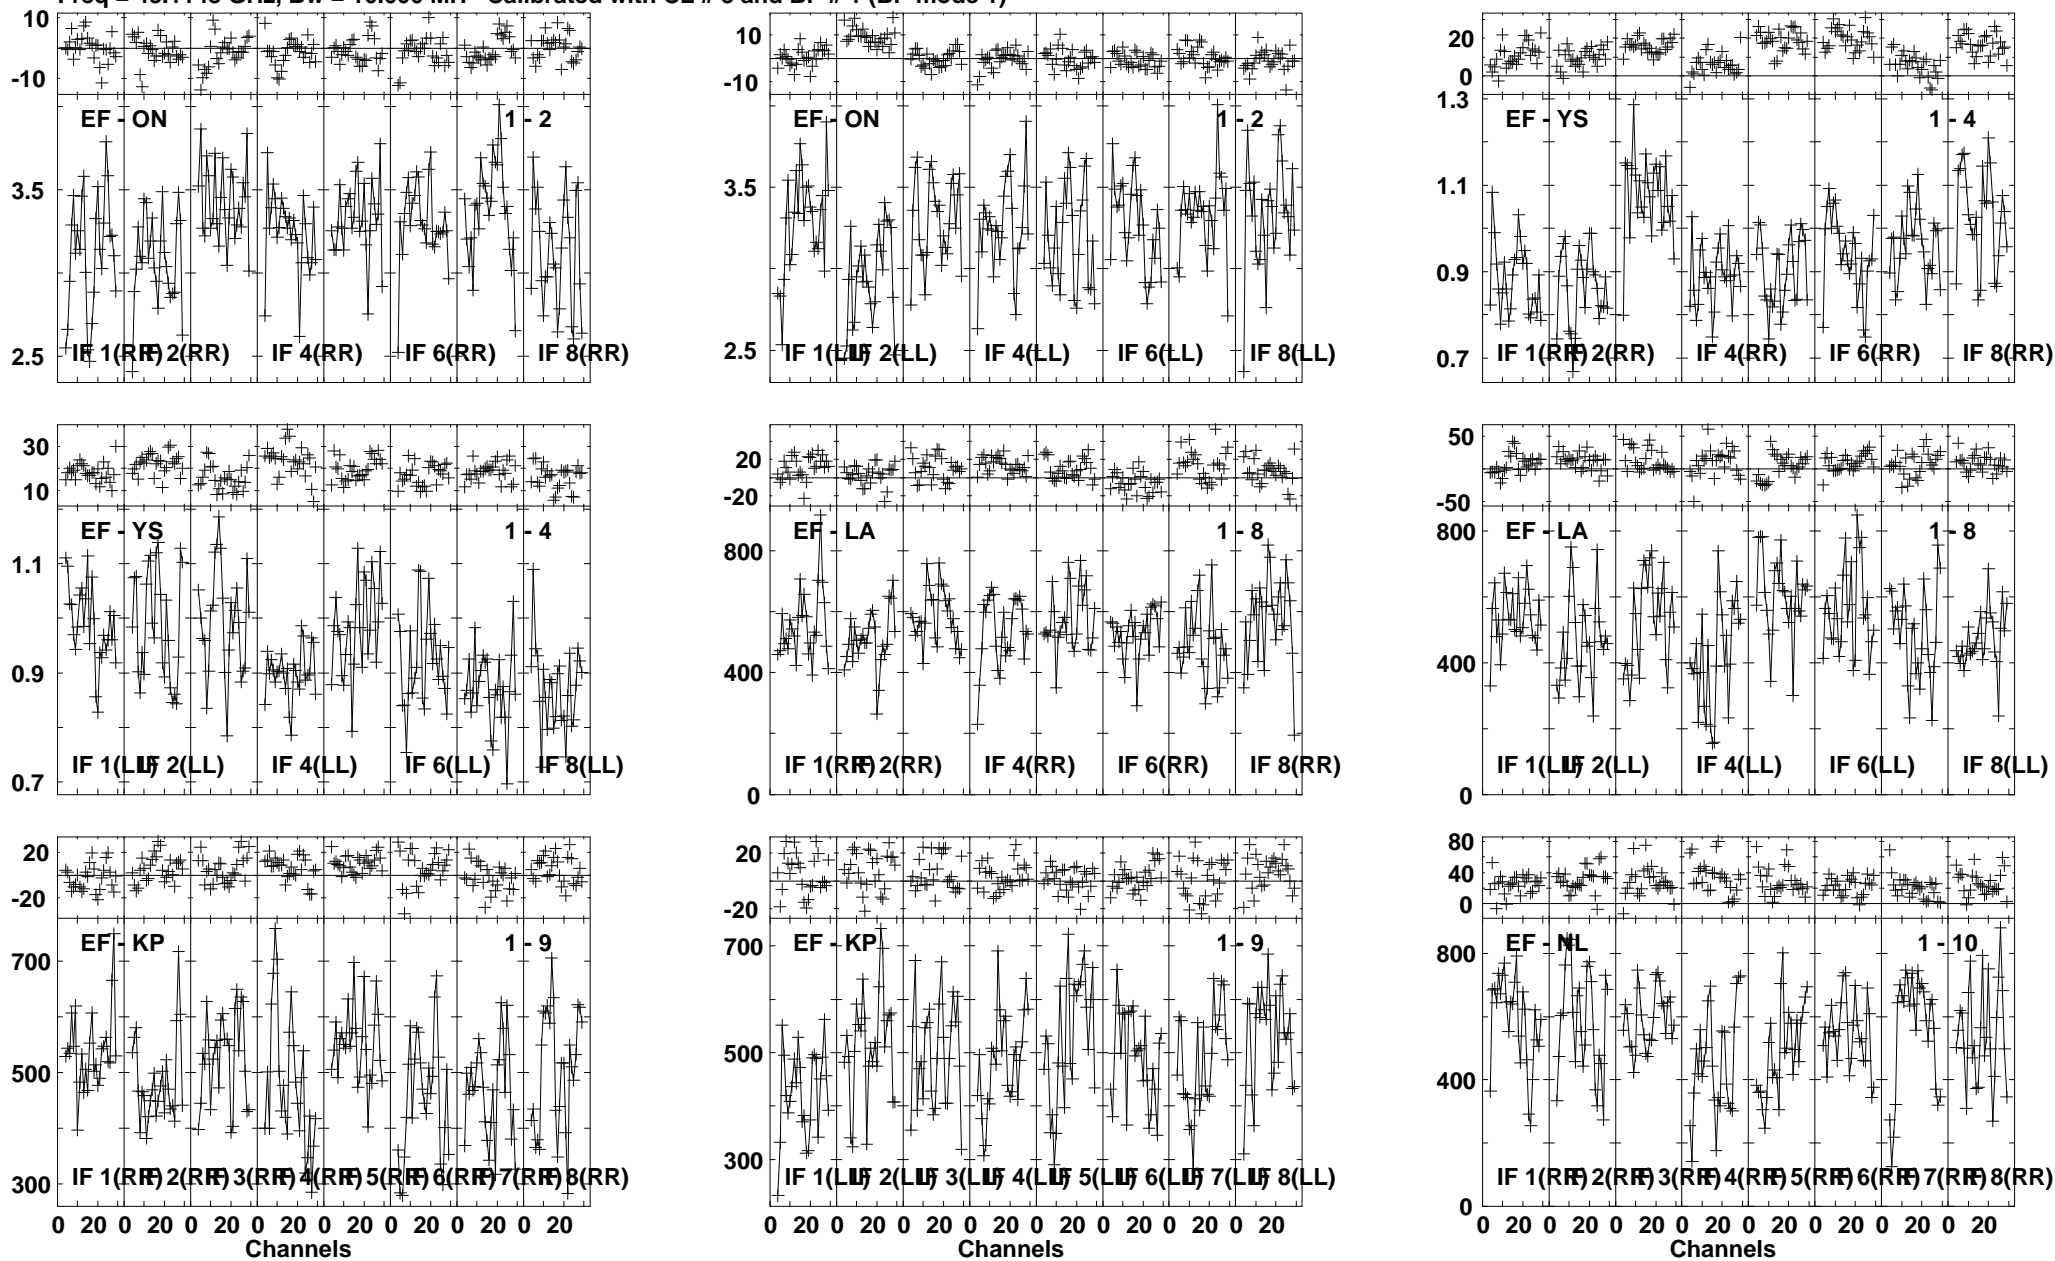 10
-10
EF - ON 1 - 2
3.5
2.5
IF 1(RR) IF 2(RR) IF 4(RR) IF 6(RR) IF 8(RR)
10
-10
EF - ON 1 - 2
3.5
2.5
IF 1(LL) IF 2(LL) IF 4(LL) IF 6(LL) IF 8(LL)
20
0
1.3
EF - YS 1 - 4
1.1
0.9
0.7
IF 1(RR) IF 2(RR) IF 4(RR) IF 6(RR) IF 8(RR)
30
10
EF - YS 1 - 4
1.1
0.9
0.7
IF 1(LL) IF 2(LL) IF 4(LL) IF 6(LL) IF 8(LL)
20
-20
EF - LA 1 - 8
800
400
0
IF 1(RR) IF 2(RR) IF 4(RR) IF 6(RR) IF 8(RR)
50
-50
EF - LA 1 - 8
800
400
0
IF 1(LL) IF 2(LL) IF 4(LL) IF 6(LL) IF 8(LL)
20
-20
EF - KP 1 - 9
700
500
300
IF 1(RR) IF 2(RR) IF 3(RR) IF 4(RR) IF 5(RR) IF 6(RR) IF 7(RR) IF 8(RR)
0 20 0 20 0 20 0 20 0 20 0 20 0 20 0 20
Channels
20
-20
EF - KP 1 - 9
700
500
300
IF 1(LL) IF 2(LL) IF 3(LL) IF 4(LL) IF 5(LL) IF 6(LL) IF 7(LL) IF 8(LL)
0 20 0 20 0 20 0 20 0 20 0 20 0 20 0 20
Channels
80
40
0
EF - NL 1 - 10
800
400
0
IF 1(RR) IF 2(RR) IF 3(RR) IF 4(RR) IF 5(RR) IF 6(RR) IF 7(RR) IF 8(RR)
0 20 0 20 0 20 0 20 0 20 0 20 0 20 0 20
Channels